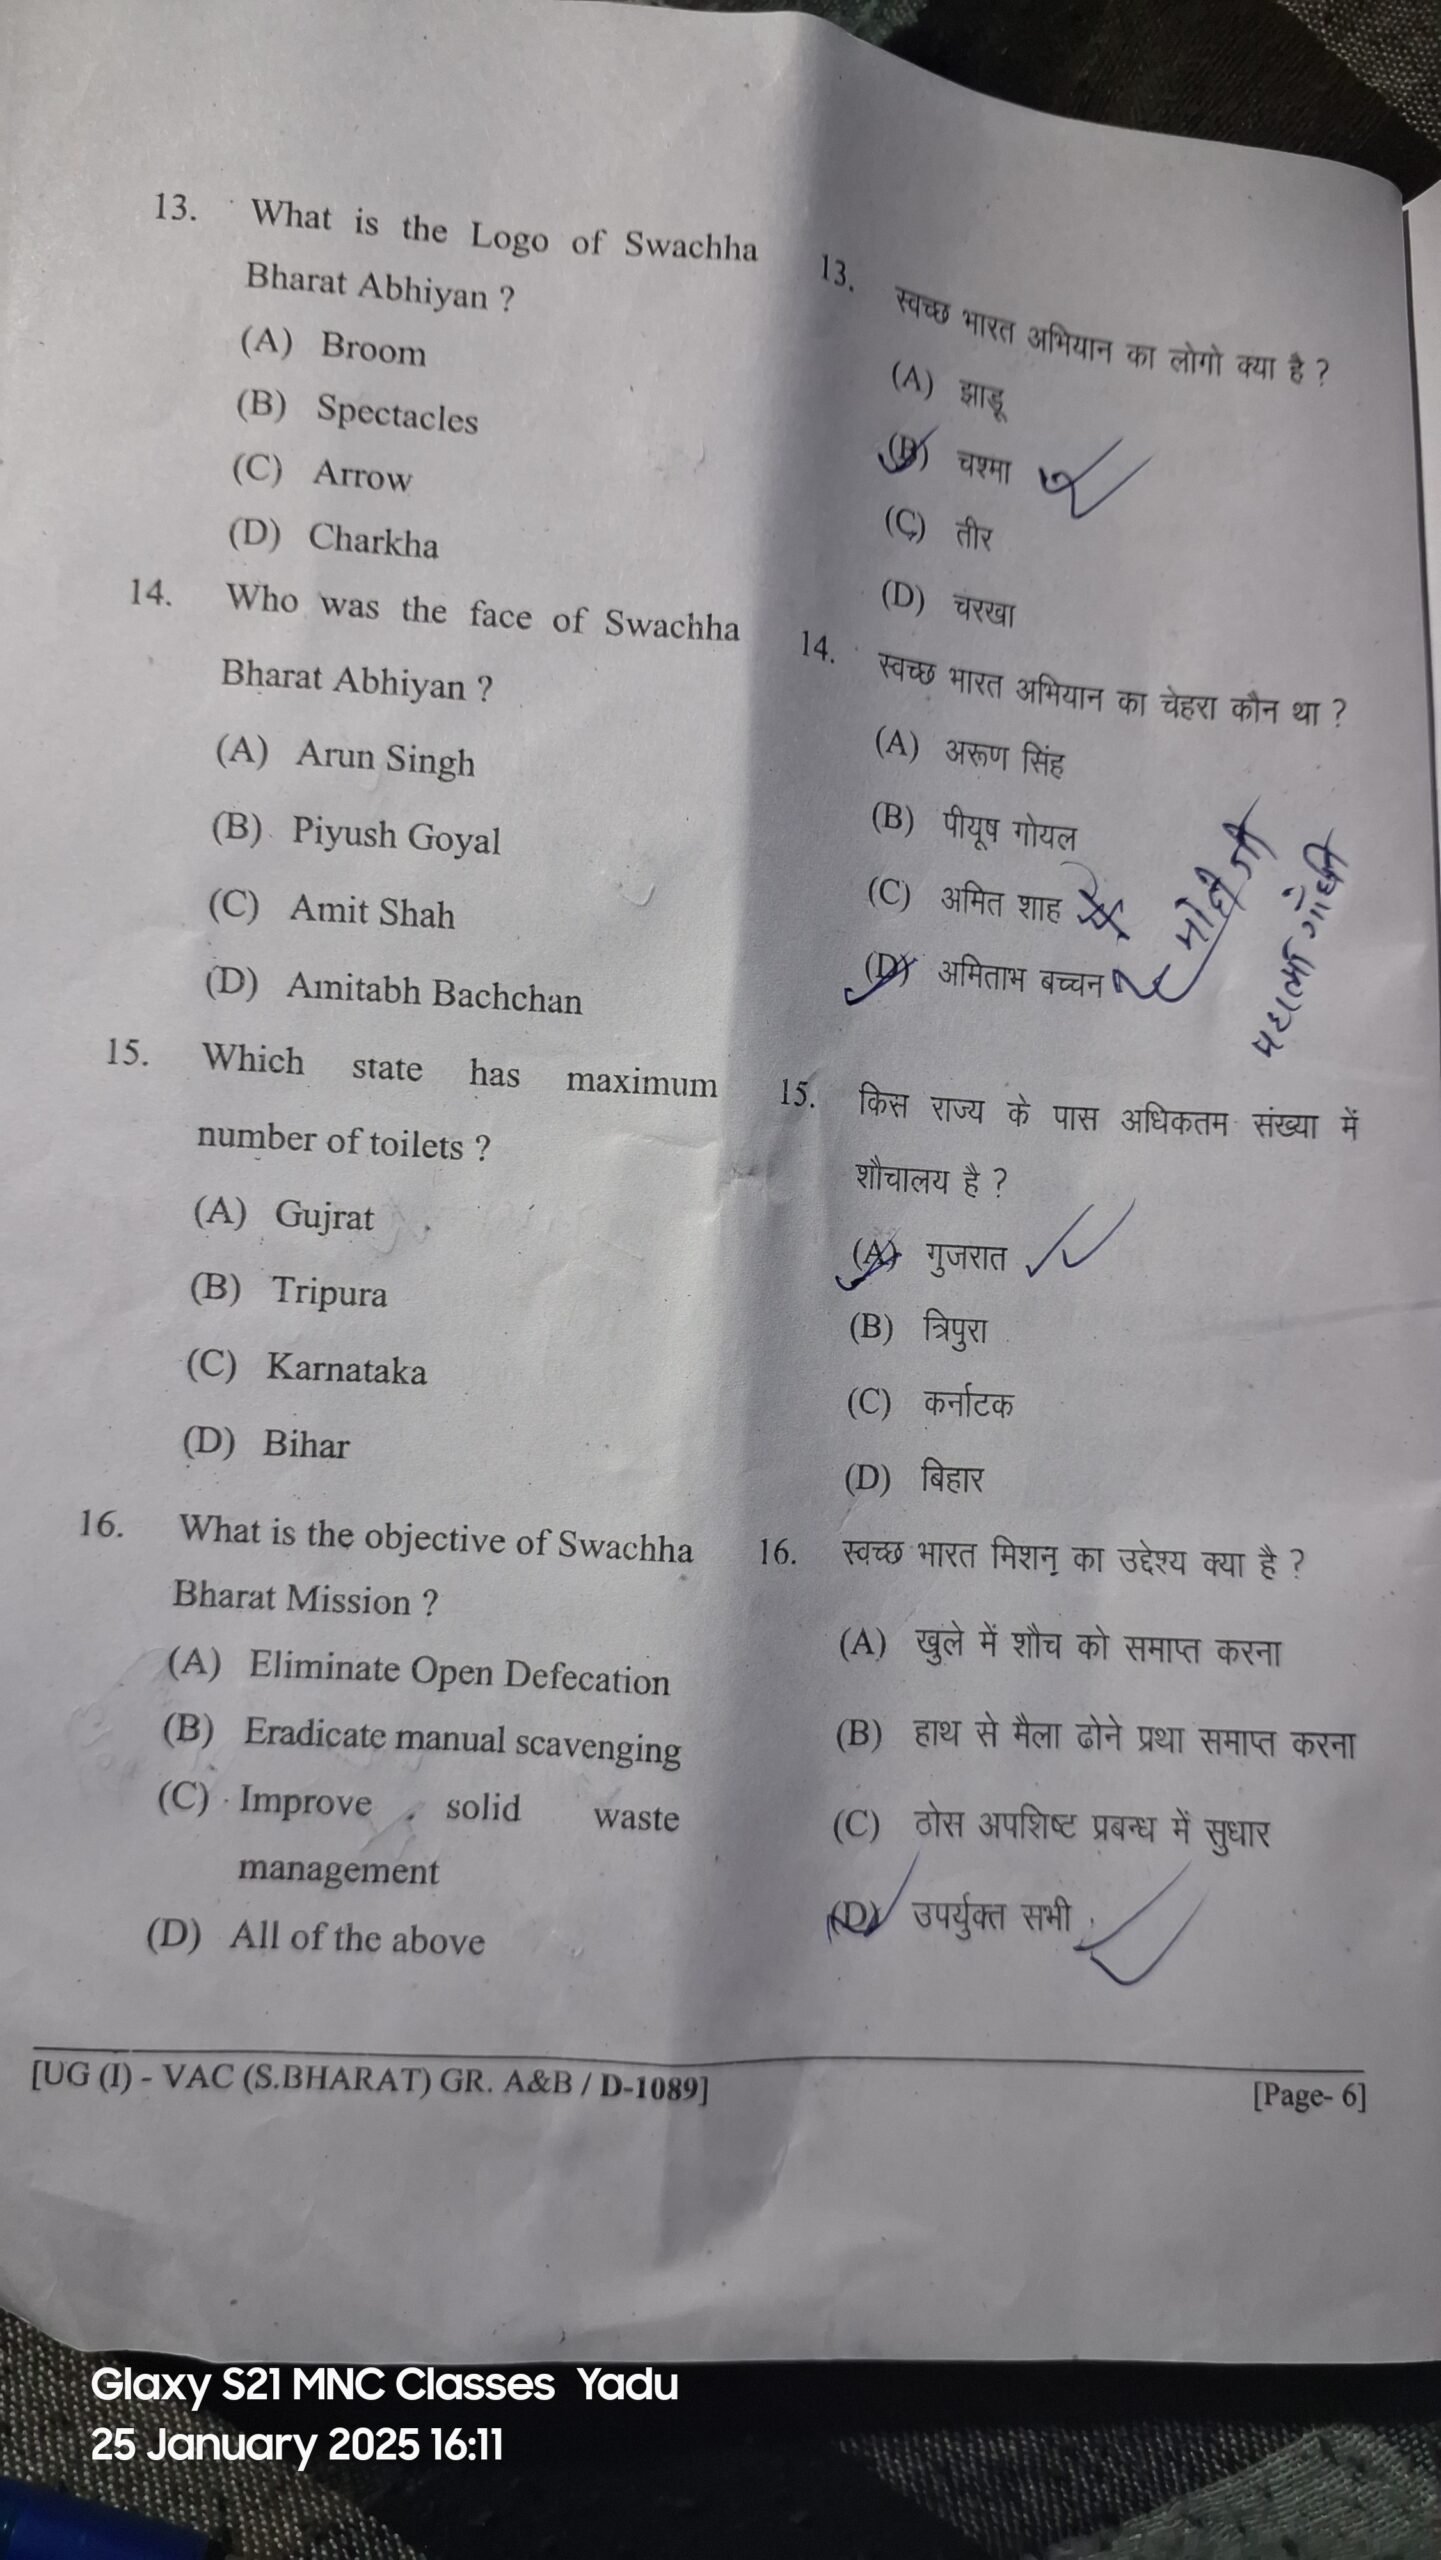 13. What is the Logo of Swachha
Bharat Abhiyan ?
(A) Broom
(B) Spectacles
(C) Arrow
(D) Charkha
14. Who was the face of Swachha
Bharat Abhiyan ?
(A) Arun Singh
(B) Piyush Goyal
(C) Amit Shah
(D) Amitabh Bachchan
15. Which state has maximum
number of toilets ?
(A) Gujrat
(B) Tripura
(C) Karnataka
(D) Bihar
16. What is the objective of Swachha
Bharat Mission ?
(A) Eliminate Open Defecation
(B) Eradicate manual scavenging
(C) Improve solid waste
management
(D) All of the above
13. स्वच्छ भारत अभियान का लोगो क्या है ?
(A) झाडू
(B) चश्मा
(C) तीर
(D) चरखा
14. स्वच्छ भारत अभियान का चेहरा कौन था ?
(A) अरूण सिंह
(B) पीयूष गोयल
(C) अमित शाह
(D) अमिताभ बच्चन
मोदी जी
गाँधी
15. किस राज्य के पास अधिकतम संख्या में
शौचालय है ?
(A) गुजरात
(B) त्रिपुरा
(C) कर्नाटक
(D) बिहार
16. स्वच्छ भारत मिशन का उद्देश्य क्या है ?
(A) खुले में शौच को समाप्त करना
(B) हाथ से मैला ढोने प्रथा समाप्त करना
(C) ठोस अपशिष्ट प्रबन्ध में सुधार
(D) उपर्युक्त सभी
[UG (I) - VAC (S.BHARAT) GR. A&B / D-1089]
[Page- 6]
Glaxy S21 MNC Classes Yadu
25 January 2025 16:11